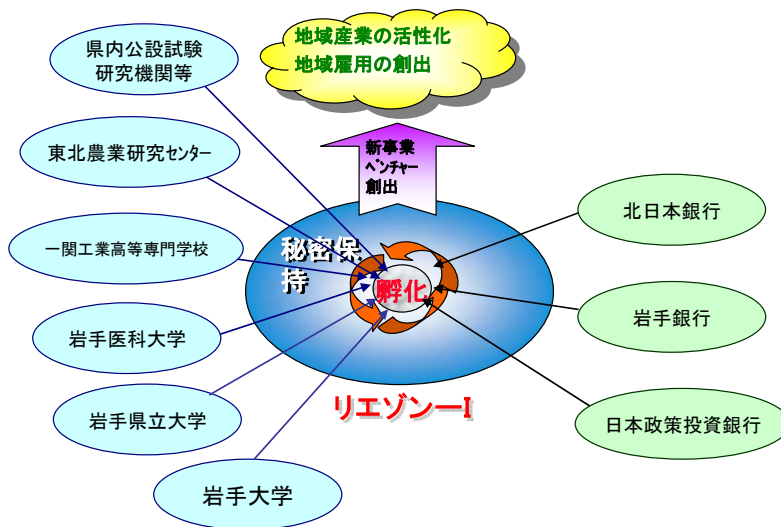 地域産業の活性化
地域雇用の創出
県内公設試験
研究機関等
新事業
ベンチャー
創出
東北農業研究センター
一関工業高等専門学校
岩手医科大学
岩手県立大学
岩手大学
秘密保
持
孵化
リエゾンーI
北日本銀行
岩手銀行
日本政策投資銀行